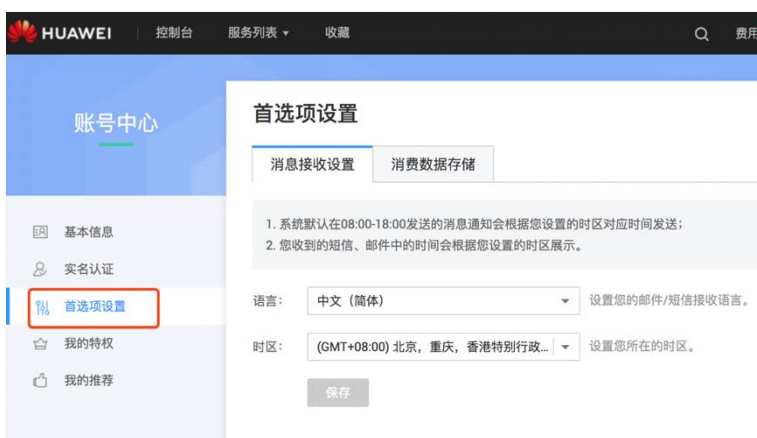 HUAWEI 控制台 服务列表 收藏 费用
账号中心
首选项设置
消息接收设置 消费数据存储
1. 系统默认在08:00-18:00发送的消息通知会根据您设置的时区对应时间发送；
2. 您收到的短信、邮件中的时间会根据您设置的时区展示。
基本信息
实名认证
首选项设置
我的特权
我的推荐
语言： 中文（简体） 设置您的邮件/短信接收语言。
时区： (GMT+08:00) 北京，重庆，香港特别行政... 设置您所在的时区。
保存